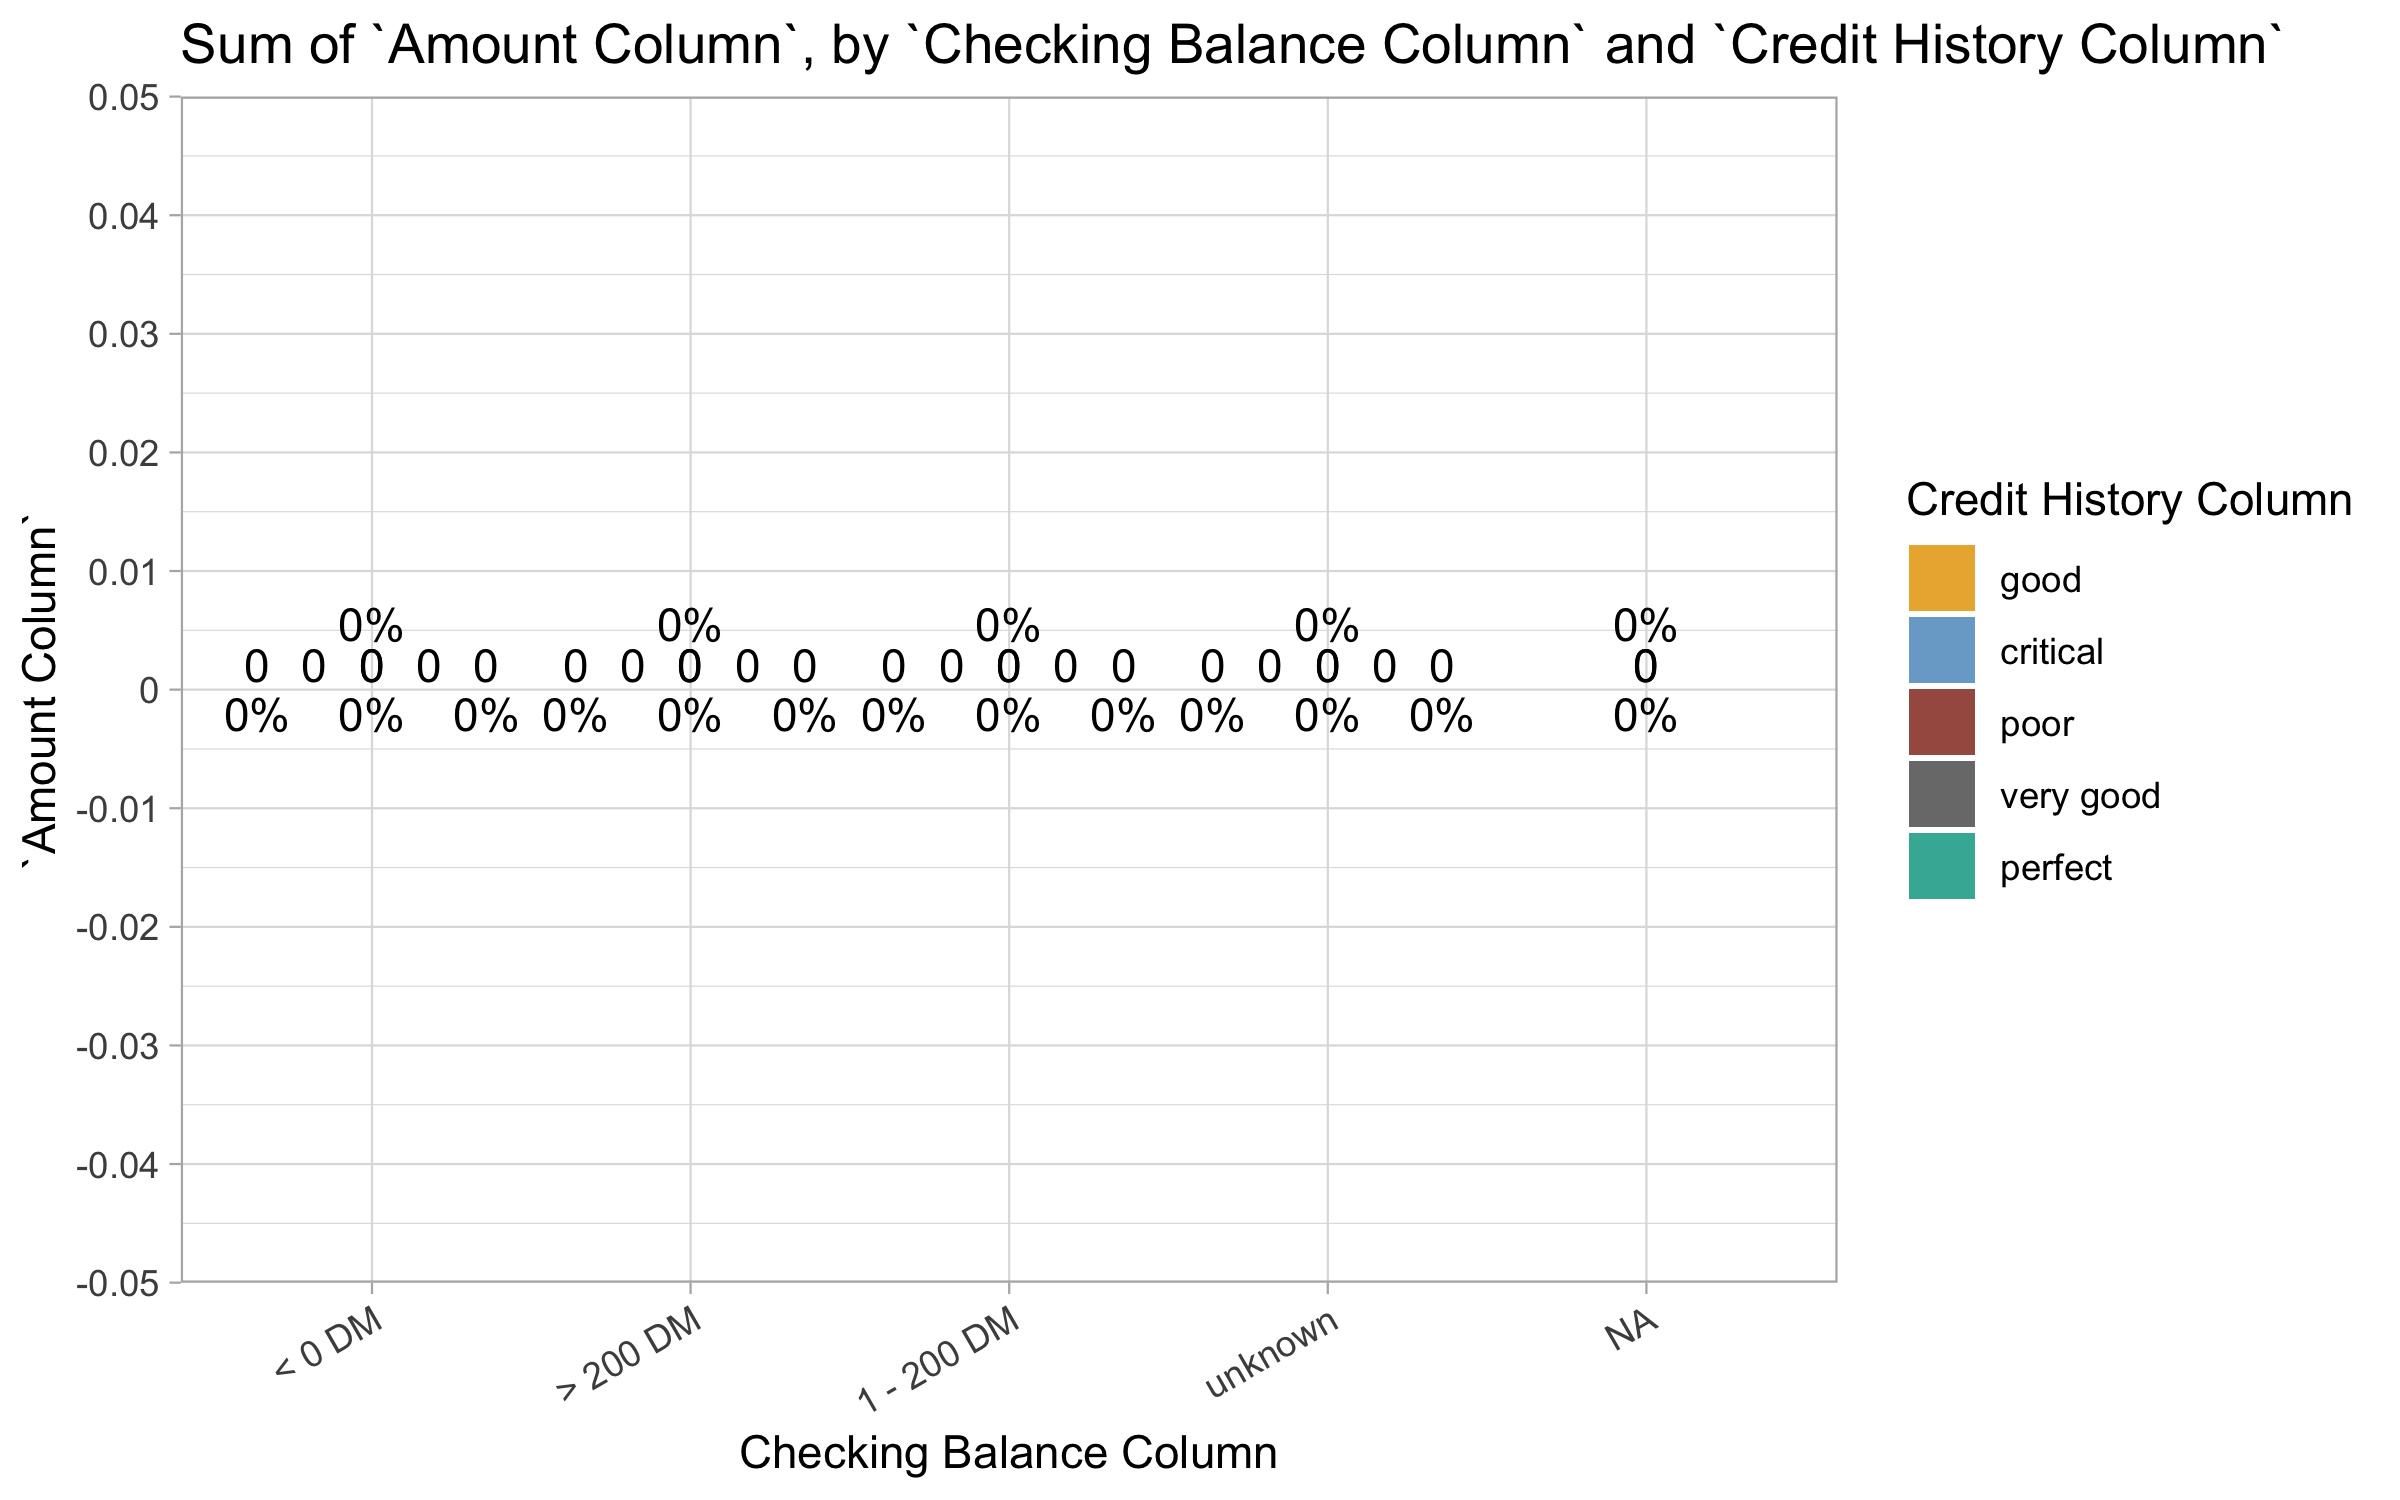 Sum of `Amount Column`, by `Checking Balance Column` and `Credit History Column`
0.05
0.04
0.03
0.02
0.01
0
-0.01
-0.02
-0.03
-0.04
-0.05
`Amount Column`
0% 0% 0% 0% 0%
0 0 0 0 0 0 0 0 0 0 0 0 0 0 0 0 0 0 0 0 0
0% 0% 0% 0% 0% 0% 0% 0% 0% 0% 0% 0% 0%
< 0 DM
> 200 DM
1 - 200 DM
unknown
NA
Checking Balance Column
Credit History Column
good
critical
poor
very good
perfect